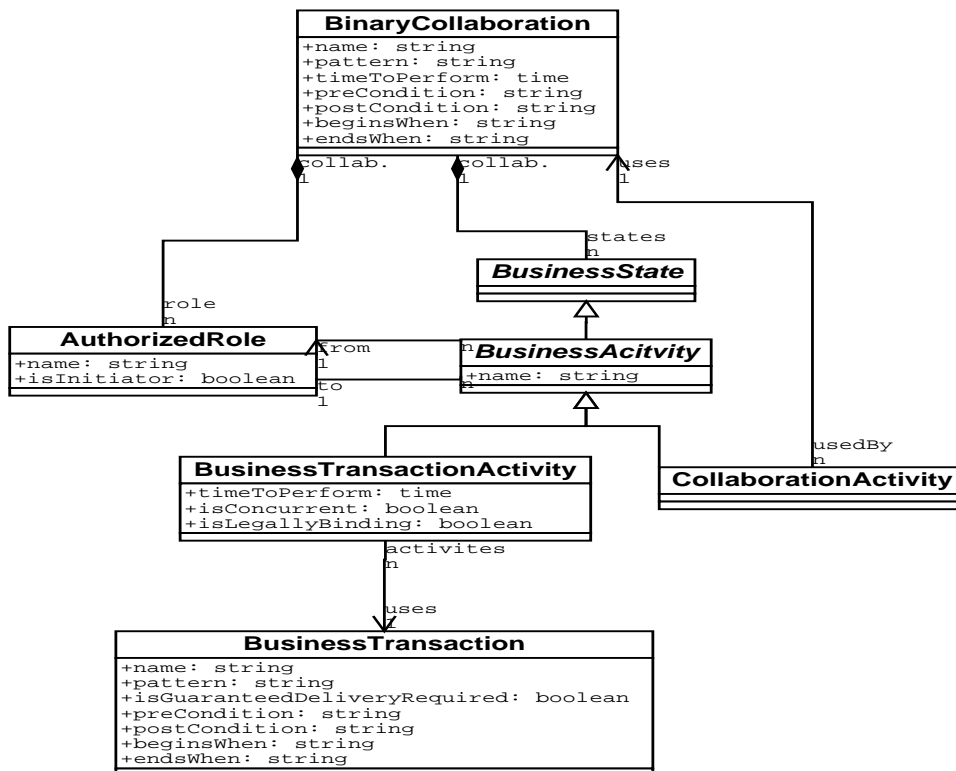 BinaryCollaboration
+name: string
+pattern: string
+timeToPerform: time
+preCondition: string
+postCondition: string
+beginsWhen: string
+endsWhen: string
collab.
1
collab.
1
uses
1
states
n
BusinessState
role
n
AuthorizedRole
+name: string
+isInitiator: boolean
from
1
to
1
n
n
BusinessAcitvity
+name: string
usedBy
n
BusinessTransactionActivity
+timeToPerform: time
+isConcurrent: boolean
+isLegallyBinding: boolean
CollaborationActivity
activites
n
uses
1
BusinessTransaction
+name: string
+pattern: string
+isGuaranteedDeliveryRequired: boolean
+preCondition: string
+postCondition: string
+beginsWhen: string
+endsWhen: string